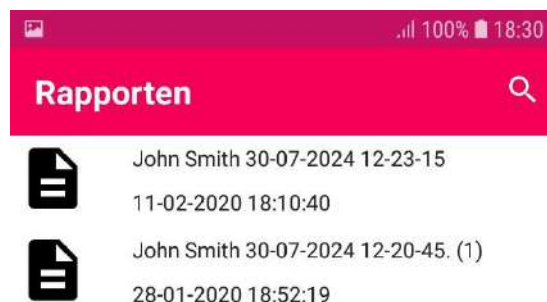 100% 18:30
Rapporten
John Smith 30-07-2024 12-23-15
11-02-2020 18:10:40
John Smith 30-07-2024 12-20-45. (1)
28-01-2020 18:52:19